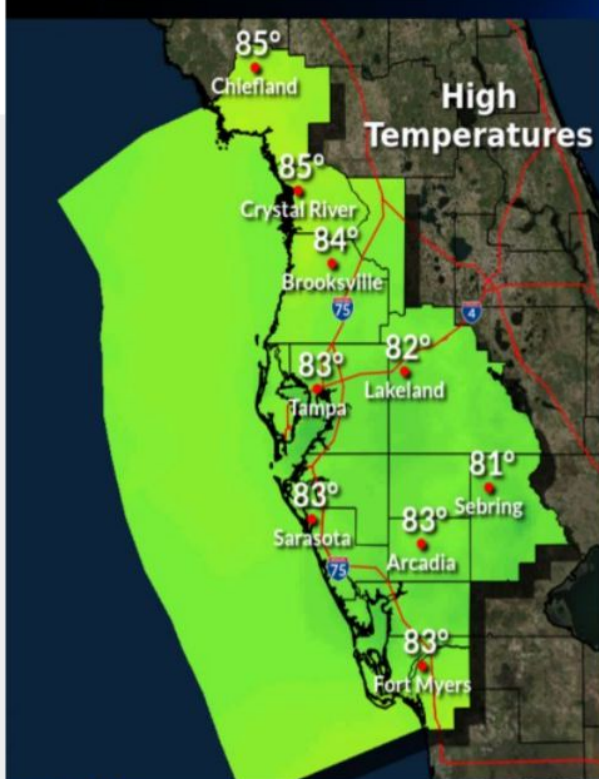 85°
Chiefland
High
Temperatures
85°
Crystal River
84°
Brooksville
75
4
83°
Tampa
82°
Lakeland
81°
Sebring
83°
Sarasota
83°
Arcadia
75
83°
Fort Myers